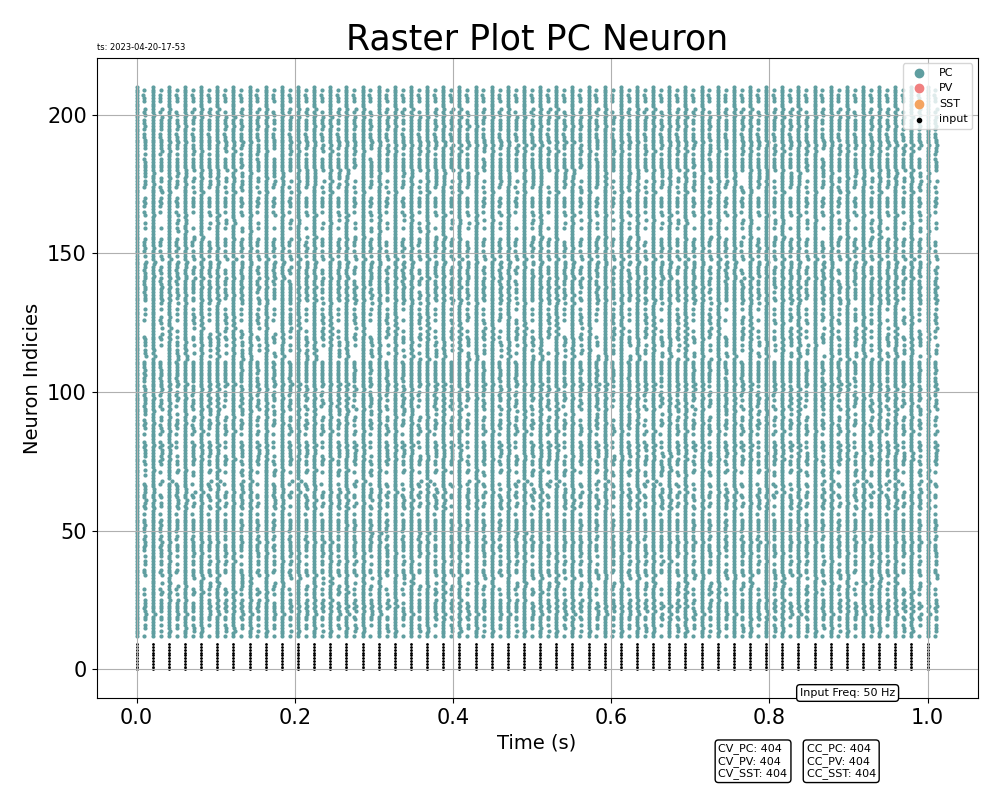 Raster Plot PC Neuron
ts: 2023-04-20-17-53
PC
PV
SST
input
200
150
100
50
0
Neuron Indicies
0.0 0.2 0.4 0.6 0.8 1.0
Time (s)
Input Freq: 50 Hz
CV_PC: 404
CV_PV: 404
CV_SST: 404
CC_PC: 404
CC_PV: 404
CC_SST: 404